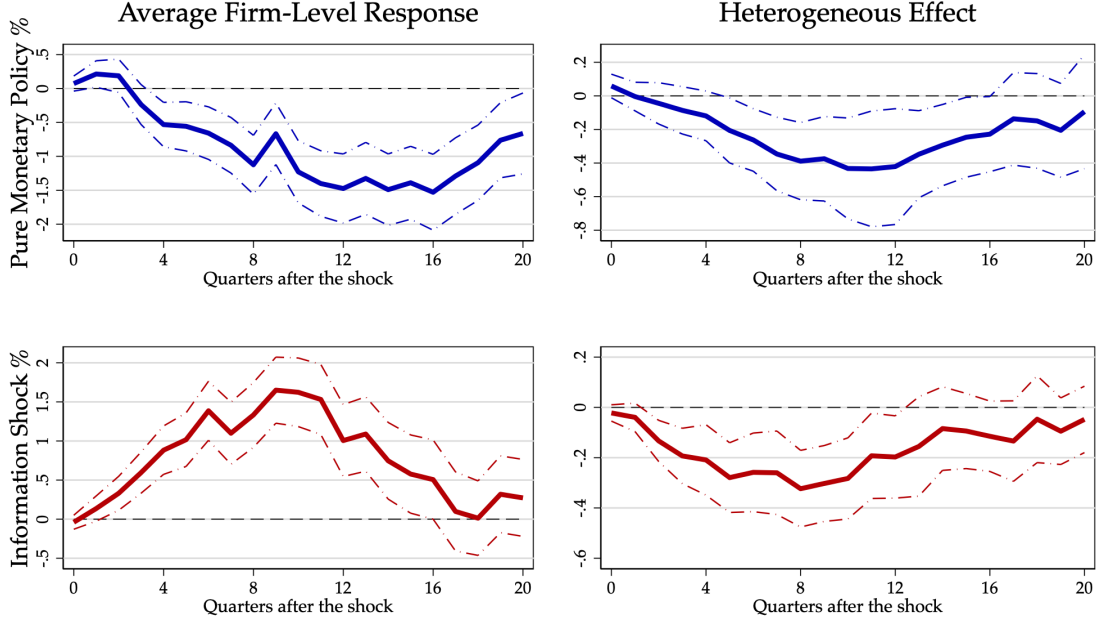 Average Firm-Level Response
Heterogeneous Effect
Pure Monetary Policy %
.5
0
-.5
-1
-1.5
-2
0 4 8 12 16 20
Quarters after the shock
.2
0
-.2
-.4
-.6
-.8
0 4 8 12 16 20
Quarters after the shock
Information Shock %
2
1.5
1
.5
0
-.5
0 4 8 12 16 20
Quarters after the shock
.2
0
-.2
-.4
-.6
0 4 8 12 16 20
Quarters after the shock